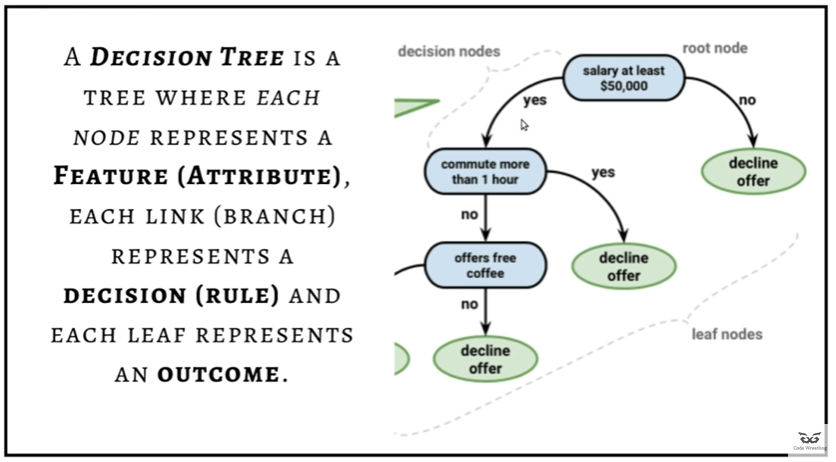 A DECISION TREE IS A
TREE WHERE EACH
NODE REPRESENTS A
FEATURE (ATTRIBUTE),
EACH LINK (BRANCH)
REPRESENTS A
DECISION (RULE) AND
EACH LEAF REPRESENTS
AN OUTCOME.
decision nodes
root node
salary at least
$50,000
yes
no
commute more
than 1 hour
yes
decline
offer
no
offers free
coffee
decline
offer
no
leaf nodes
decline
offer
Code Wrestling